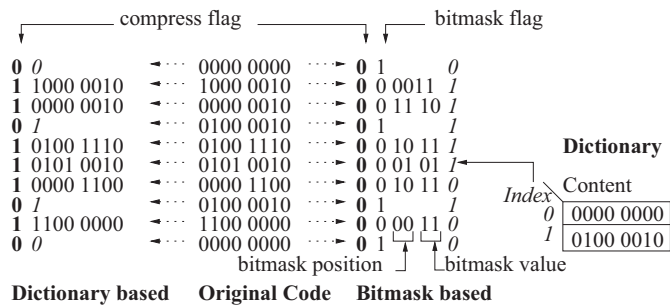 compress flag bitmask flag
0 0 0000 0000 0 1 0
1 1000 0010 1000 0010 0 0 0011 1
1 0000 0010 0000 0010 0 0 11 10 1
0 1 0100 0010 0 1 1
1 0100 1110 0100 1110 0 0 10 11 1
1 0101 0010 0101 0010 0 0 01 01 1 Dictionary
1 0000 1100 0000 1100 0 0 10 11 0 Index Content
0 1 0100 0010 0 1 1 0 0000 0000
1 1100 0000 1100 0000 0 0 00 11 0 1 0100 0010
0 0 0000 0000 0 1 0
bitmask position bitmask value
Dictionary based Original Code Bitmask based